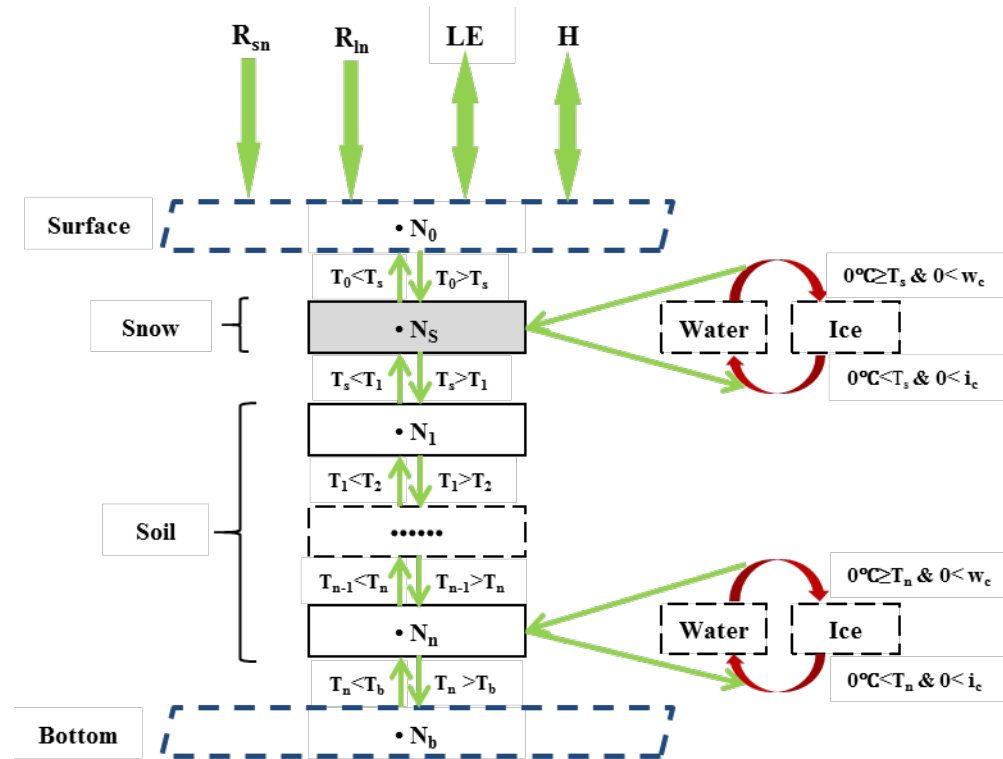 R_sn R_ln LE H
Surface
• N_0
T_0<T_s T_0>T_s
0℃≥T_s & 0< w_c
Snow
• N_S
Water Ice
T_s<T_1 T_s>T_1
0℃<T_s & 0< i_c
• N_1
T_1<T_2 T_1>T_2
Soil
••••••
T_n-1<T_n T_n-1>T_n
0℃≥T_n & 0< w_c
• N_n
Water Ice
T_n<T_b T_n >T_b
0℃<T_n & 0< i_c
Bottom
• N_b